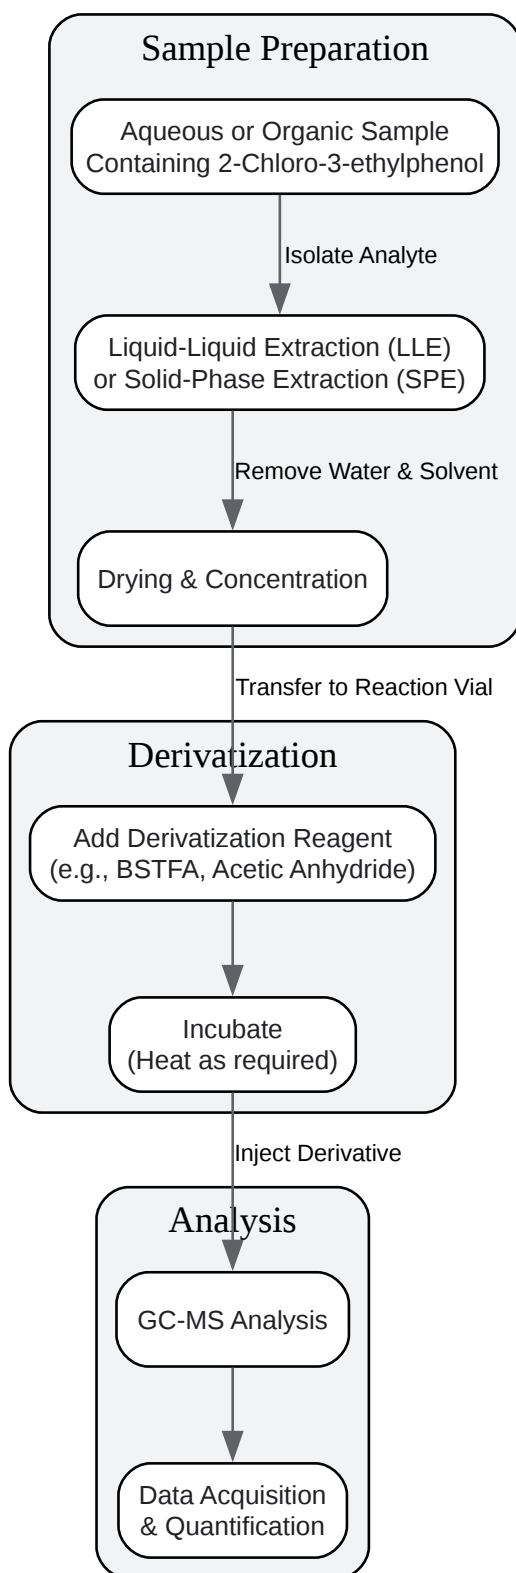 Sample Preparation
Aqueous or Organic Sample
Containing 2-Chloro-3-ethylphenol
Isolate Analyte
Liquid-Liquid Extraction (LLE)
or Solid-Phase Extraction (SPE)
Remove Water & Solvent
Drying & Concentration
Transfer to Reaction Vial
Derivatization
Add Derivatization Reagent
(e.g., BSTFA, Acetic Anhydride)
Incubate
(Heat as required)
Inject Derivative
Analysis
GC-MS Analysis
Data Acquisition
& Quantification